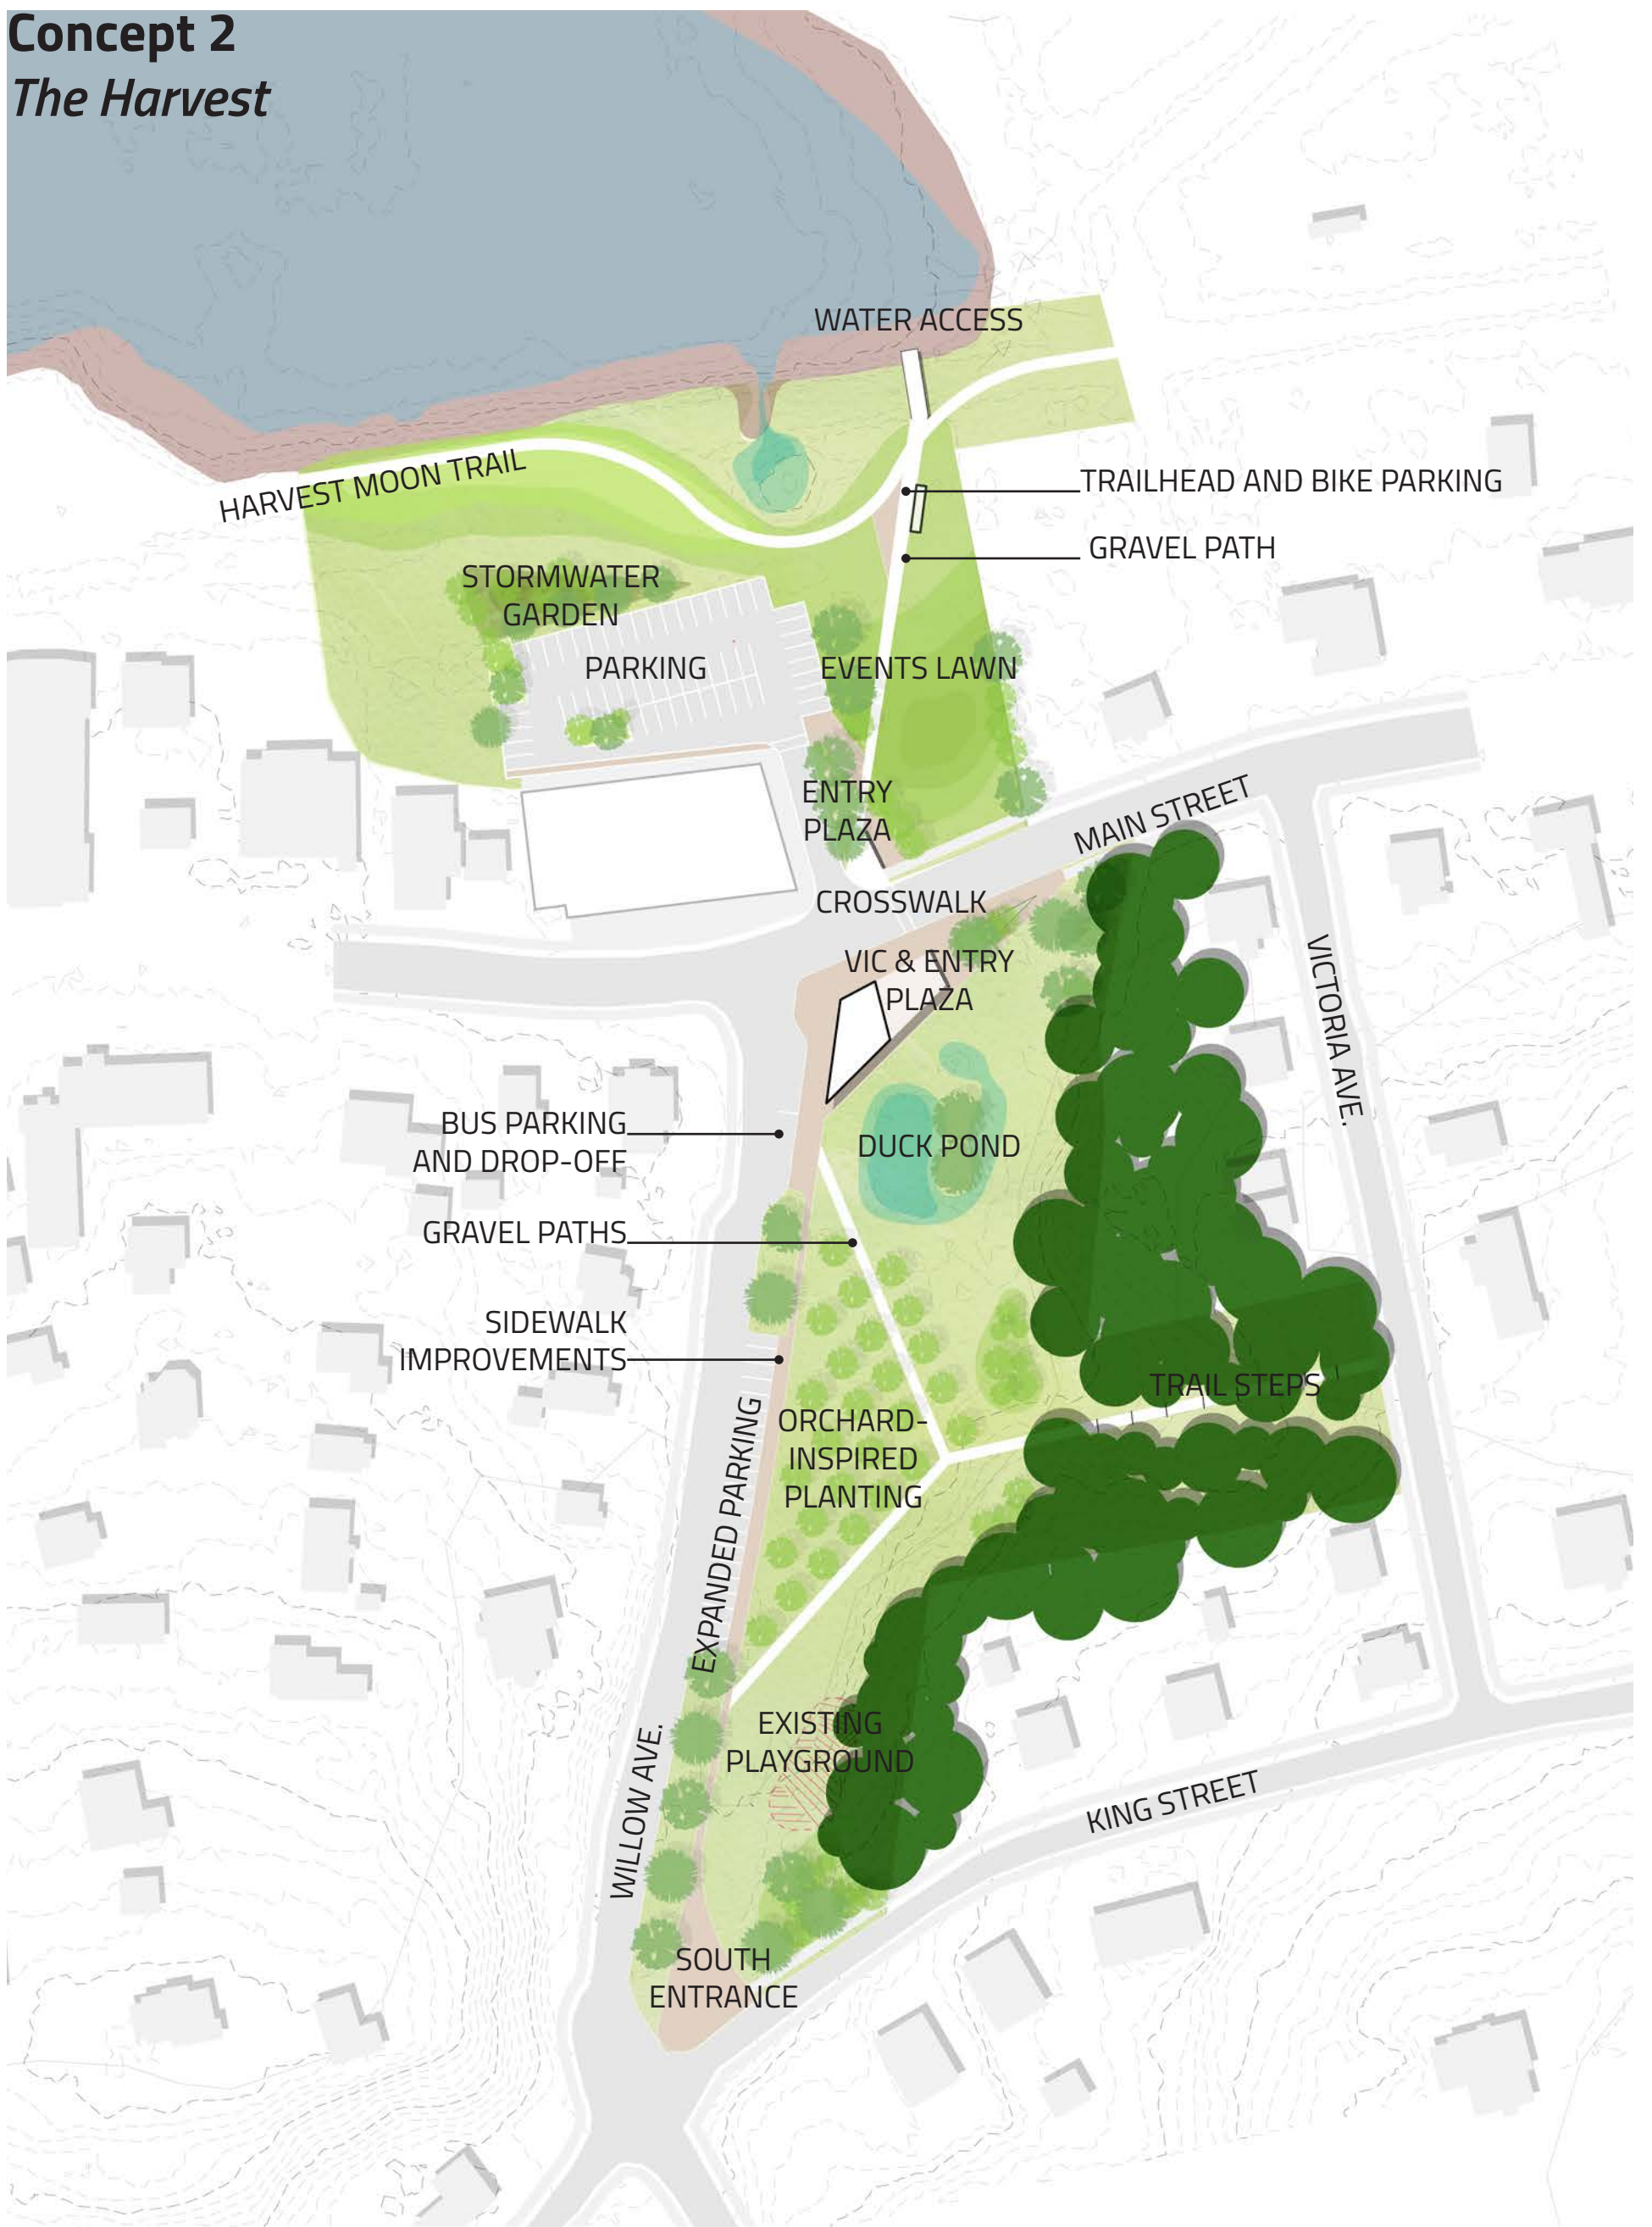 Concept 2
The Harvest
WATER ACCESS
HARVEST MOON TRAIL
TRAILHEAD AND BIKE PARKING
GRAVEL PATH
STORMWATER
GARDEN
PARKING
EVENTS LAWN
ENTRY
PLAZA
MAIN STREET
CROSSWALK
VIC & ENTRY
PLAZA
VICTORIA AVE.
BUS PARKING
AND DROP-OFF
DUCK POND
GRAVEL PATHS
SIDEWALK
IMPROVEMENTS
TRAIL STEPS
ORCHARD-
INSPIRED
PLANTING
EXPANDED PARKING
EXISTING
PLAYGROUND
WILLOW AVE.
KING STREET
SOUTH
ENTRANCE